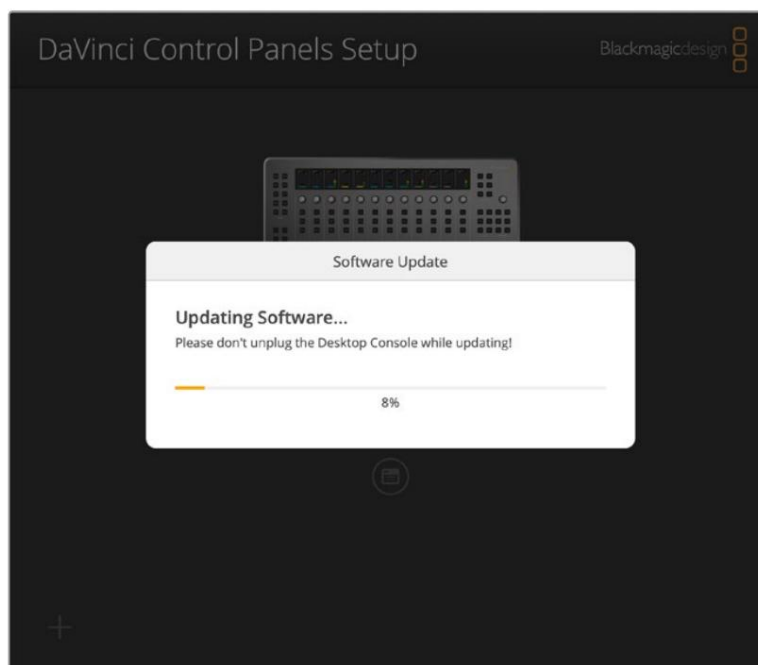 DaVinci Control Panels Setup
Blackmagicdesign
Software Update
Updating Software...
Please don't unplug the Desktop Console while updating!
8%